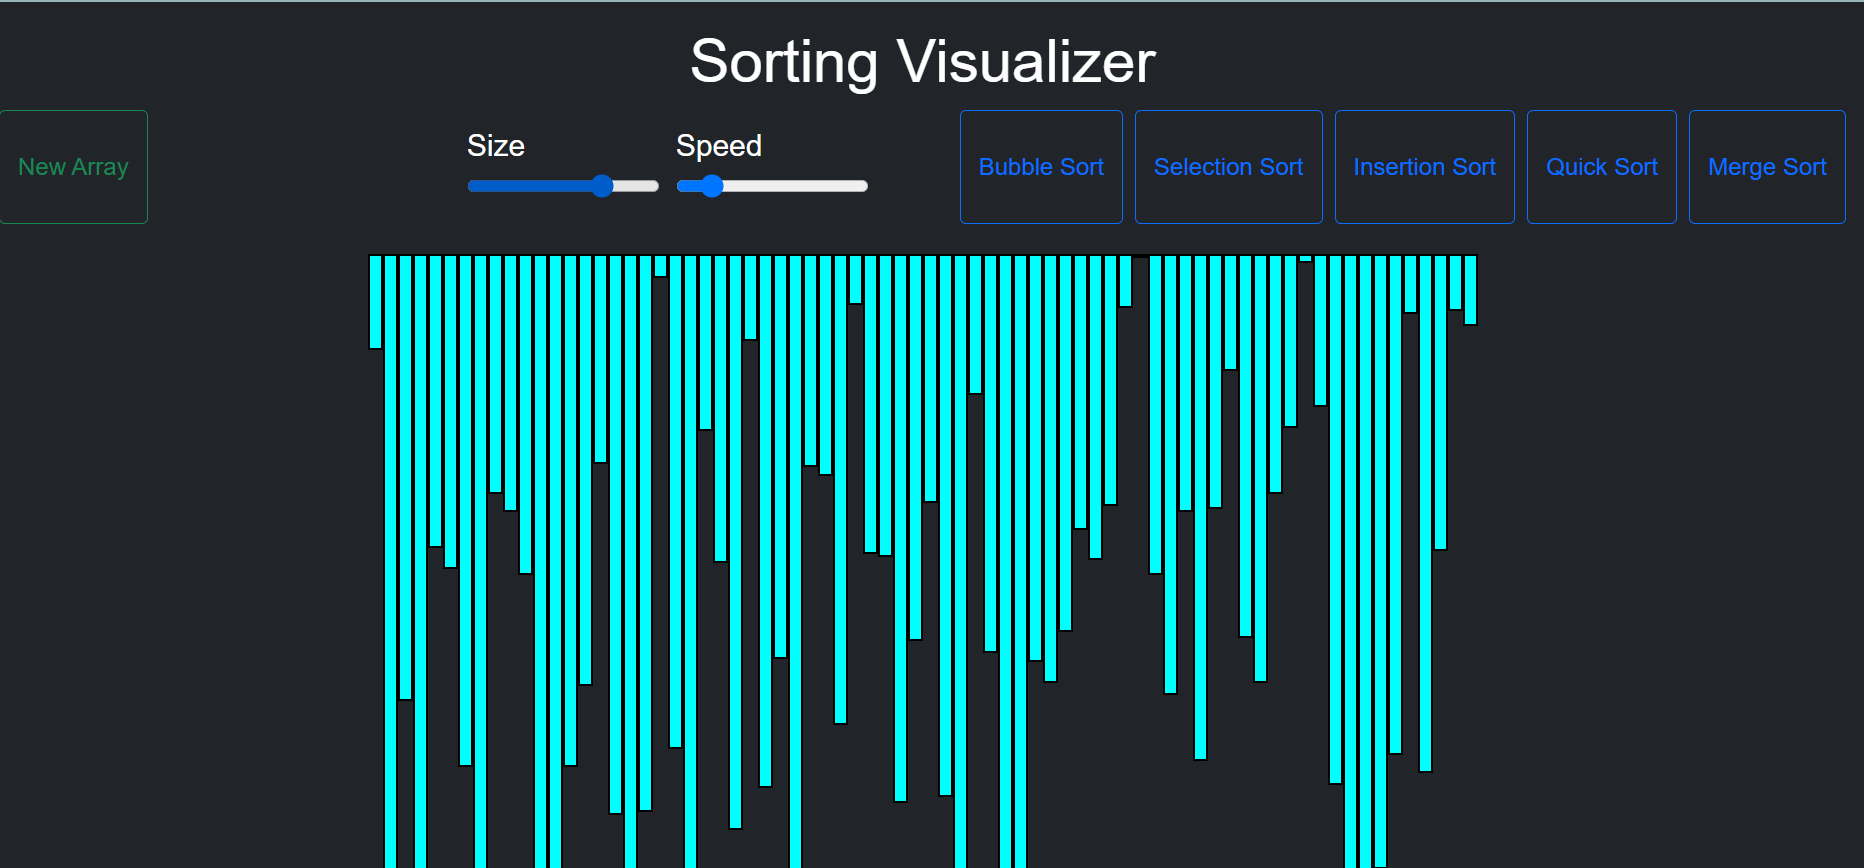 Sorting Visualizer
New Array
Size
Speed
Bubble Sort
Selection Sort
Insertion Sort
Quick Sort
Merge Sort